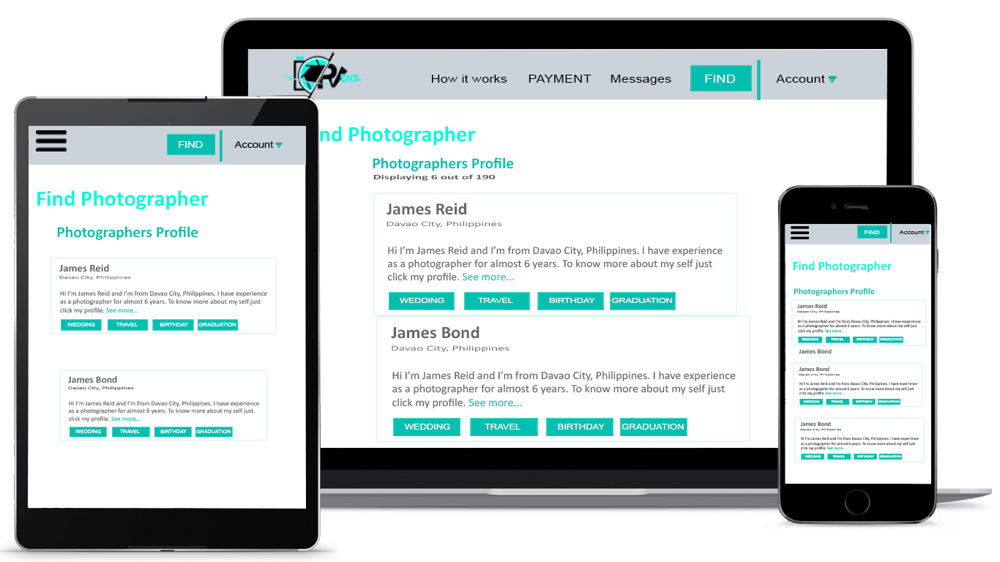 ENT
How it works PAYMENT Messages FIND Account
nd Photographer
Photographers Profile
Displaying 6 out of 190
James Reid
Davao City, Philippines
Hi I'm James Reid and I'm from Davao City, Philippines. I have experience
as a photographer for almost 6 years. To know more about my self just
click my profile. See more...
WEDDING TRAVEL BIRTHDAY GRADUATION
James Bond
Davao City, Philippines
Hi I'm James Reid and I'm from Davao City, Philippines. I have experience
as a photographer for almost 6 years. To know more about my self just
click my profile. See more...
WEDDING TRAVEL BIRTHDAY GRADUATION
FIND Account
Find Photographer
Photographers Profile
James Reid
Davao City, Philippines
Hi I'm James Reid and I'm from Davao City, Philippines. I have experience
as a photographer for almost 6 years. To know more about my self just
click my profile. See more...
WEDDING TRAVEL BIRTHDAY GRADUATION
James Bond
Davao City, Philippines
Hi I'm James Reid and I'm from Davao City, Philippines. I have experience
as a photographer for almost 6 years. To know more about my self just
click my profile. See more...
WEDDING TRAVEL BIRTHDAY GRADUATION
FIND Account
Find Photographer
Photographers Profile
James Reid
Davao City, Philippines
Hi I'm James Reid and I'm from Davao City, Philippines. I have experience
as a photographer for almost 6 years. To know more about my self just
click my profile. See more...
WEDDING TRAVEL BIRTHDAY GRADUATION
James Bond
James Bond
Davao City, Philippines
Hi I'm James Reid and I'm from Davao City, Philippines. I have experience
as a photographer for almost 6 years. To know more about my self just
click my profile. See more...
WEDDING TRAVEL BIRTHDAY GRADUATION
James Bond
Davao City, Philippines
Hi I'm James Reid and I'm from Davao City, Philippines. I have experience
as a photographer for almost 6 years. To know more about my self just
click my profile. See more...
WEDDING TRAVEL BIRTHDAY GRADUATION